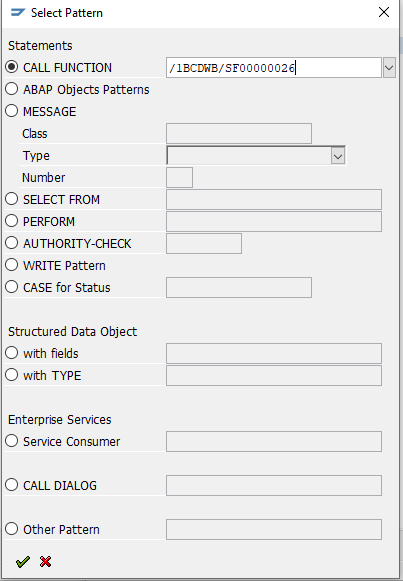 Select Pattern
Statements
CALL FUNCTION /1BCDWB/SF00000026
ABAP Objects Patterns
MESSAGE
Class
Type
Number
SELECT FROM
PERFORM
AUTHORITY-CHECK
WRITE Pattern
CASE for Status
Structured Data Object
with fields
with TYPE
Enterprise Services
Service Consumer
CALL DIALOG
Other Pattern